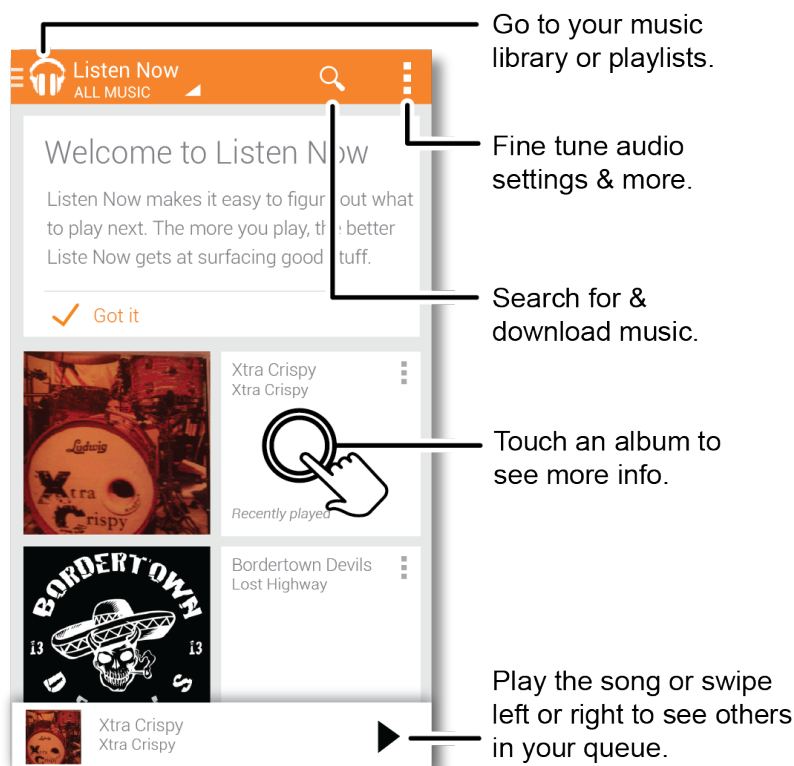 Go to your music
library or playlists.
Listen Now
ALL MUSIC
Fine tune audio
settings & more.
Welcome to Listen Now
Listen Now makes it easy to figur out what
to play next. The more you play, the better
Liste Now gets at surfacing good tuff.
Search for &
download music.
Got it
Xtra Crispy
Xtra Crispy
Ludwig
Xtra
Crispy
Touch an album to
see more info.
Recently played
Bordertown Devils
Lost Highway
BORDERTOWN
13 13
Play the song or swipe
left or right to see others
in your queue.
Xtra Crispy
Xtra Crispy